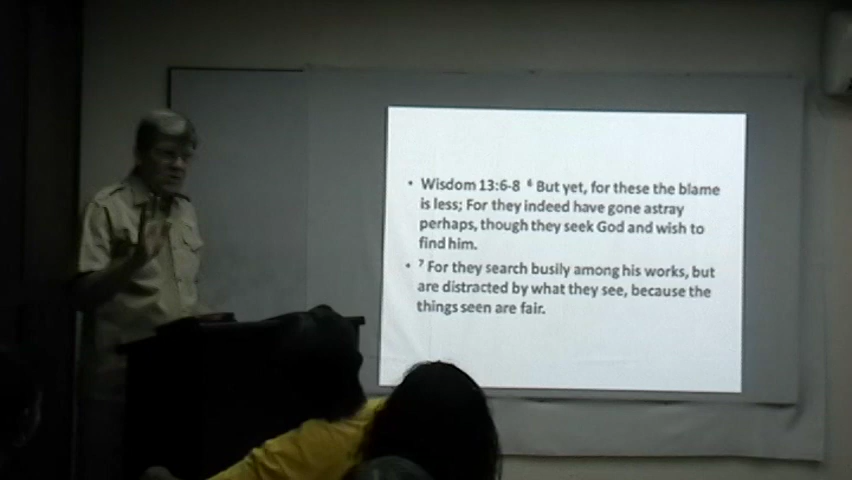 • Wisdom 13:6-8 ⁶ But yet, for these the blame
is less; For they indeed have gone astray
perhaps, though they seek God and wish to
find him.
• ⁷ For they search busily among his works, but
are distracted by what they see, because the
things seen are fair.